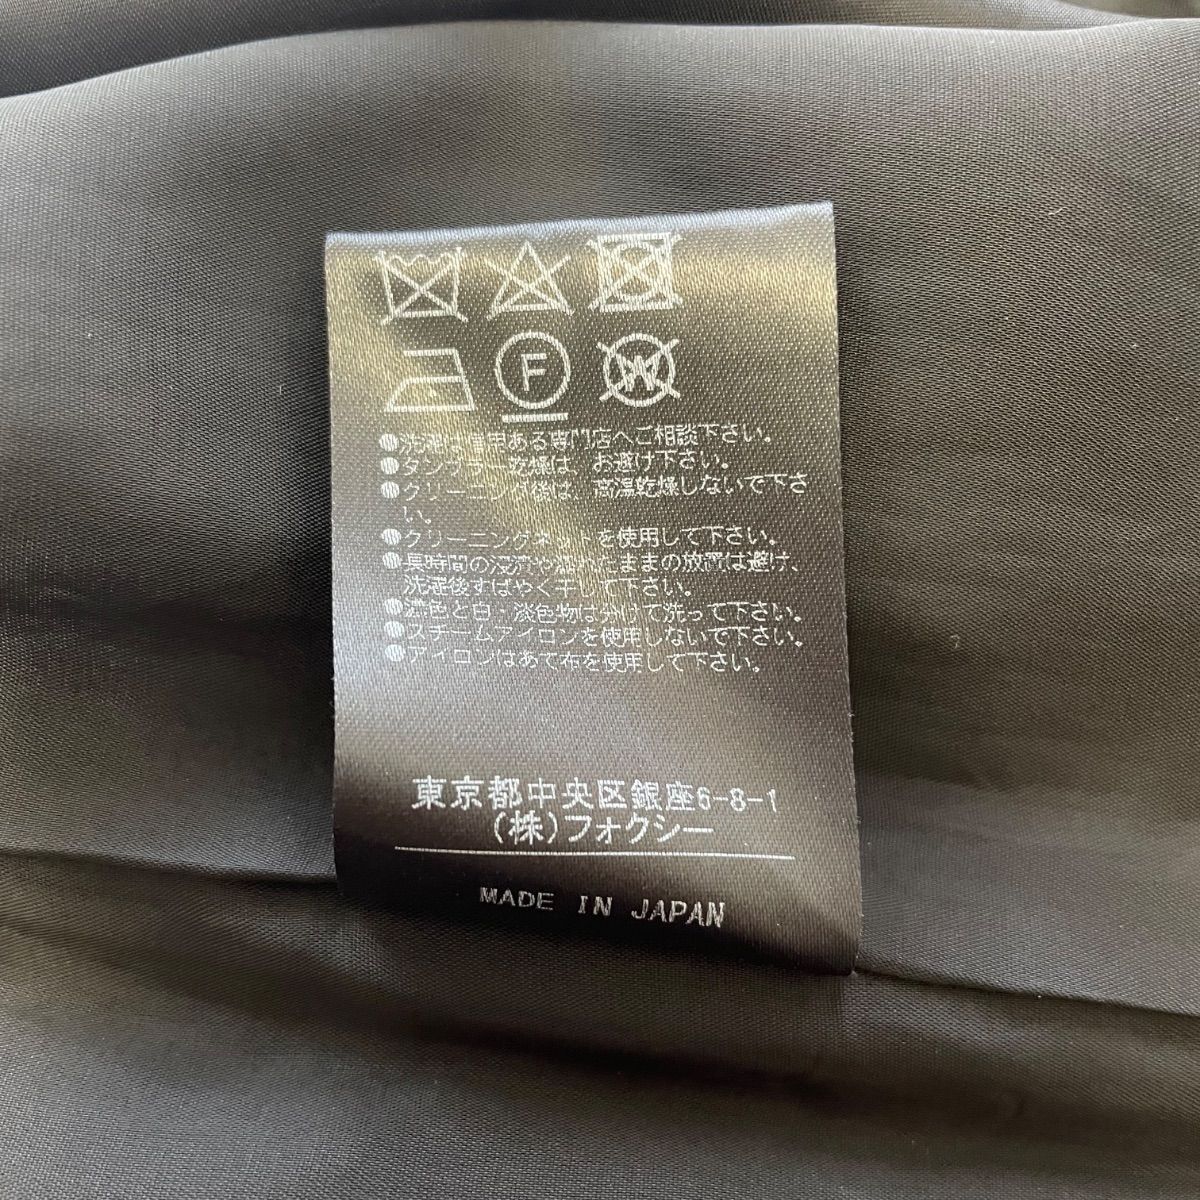 F
W
●洗濯は信用ある専門店へご相談下さい。
●タンブラー乾燥は、お避け下さい。
●クリーニング後は、高温乾燥しないで下さ
い。
●クリーニングネットを使用して下さい。
●長時間の浸漬や濡れたままの放置は避け、
洗濯後すばやく干して下さい。
●濃色と白・淡色物は分けて洗って下さい。
●スチームアイロンを使用しないで下さい。
●アイロンはあて布を使用して下さい。
東京都中央区銀座6-8-1
(株)フォクシー
MADE IN JAPAN